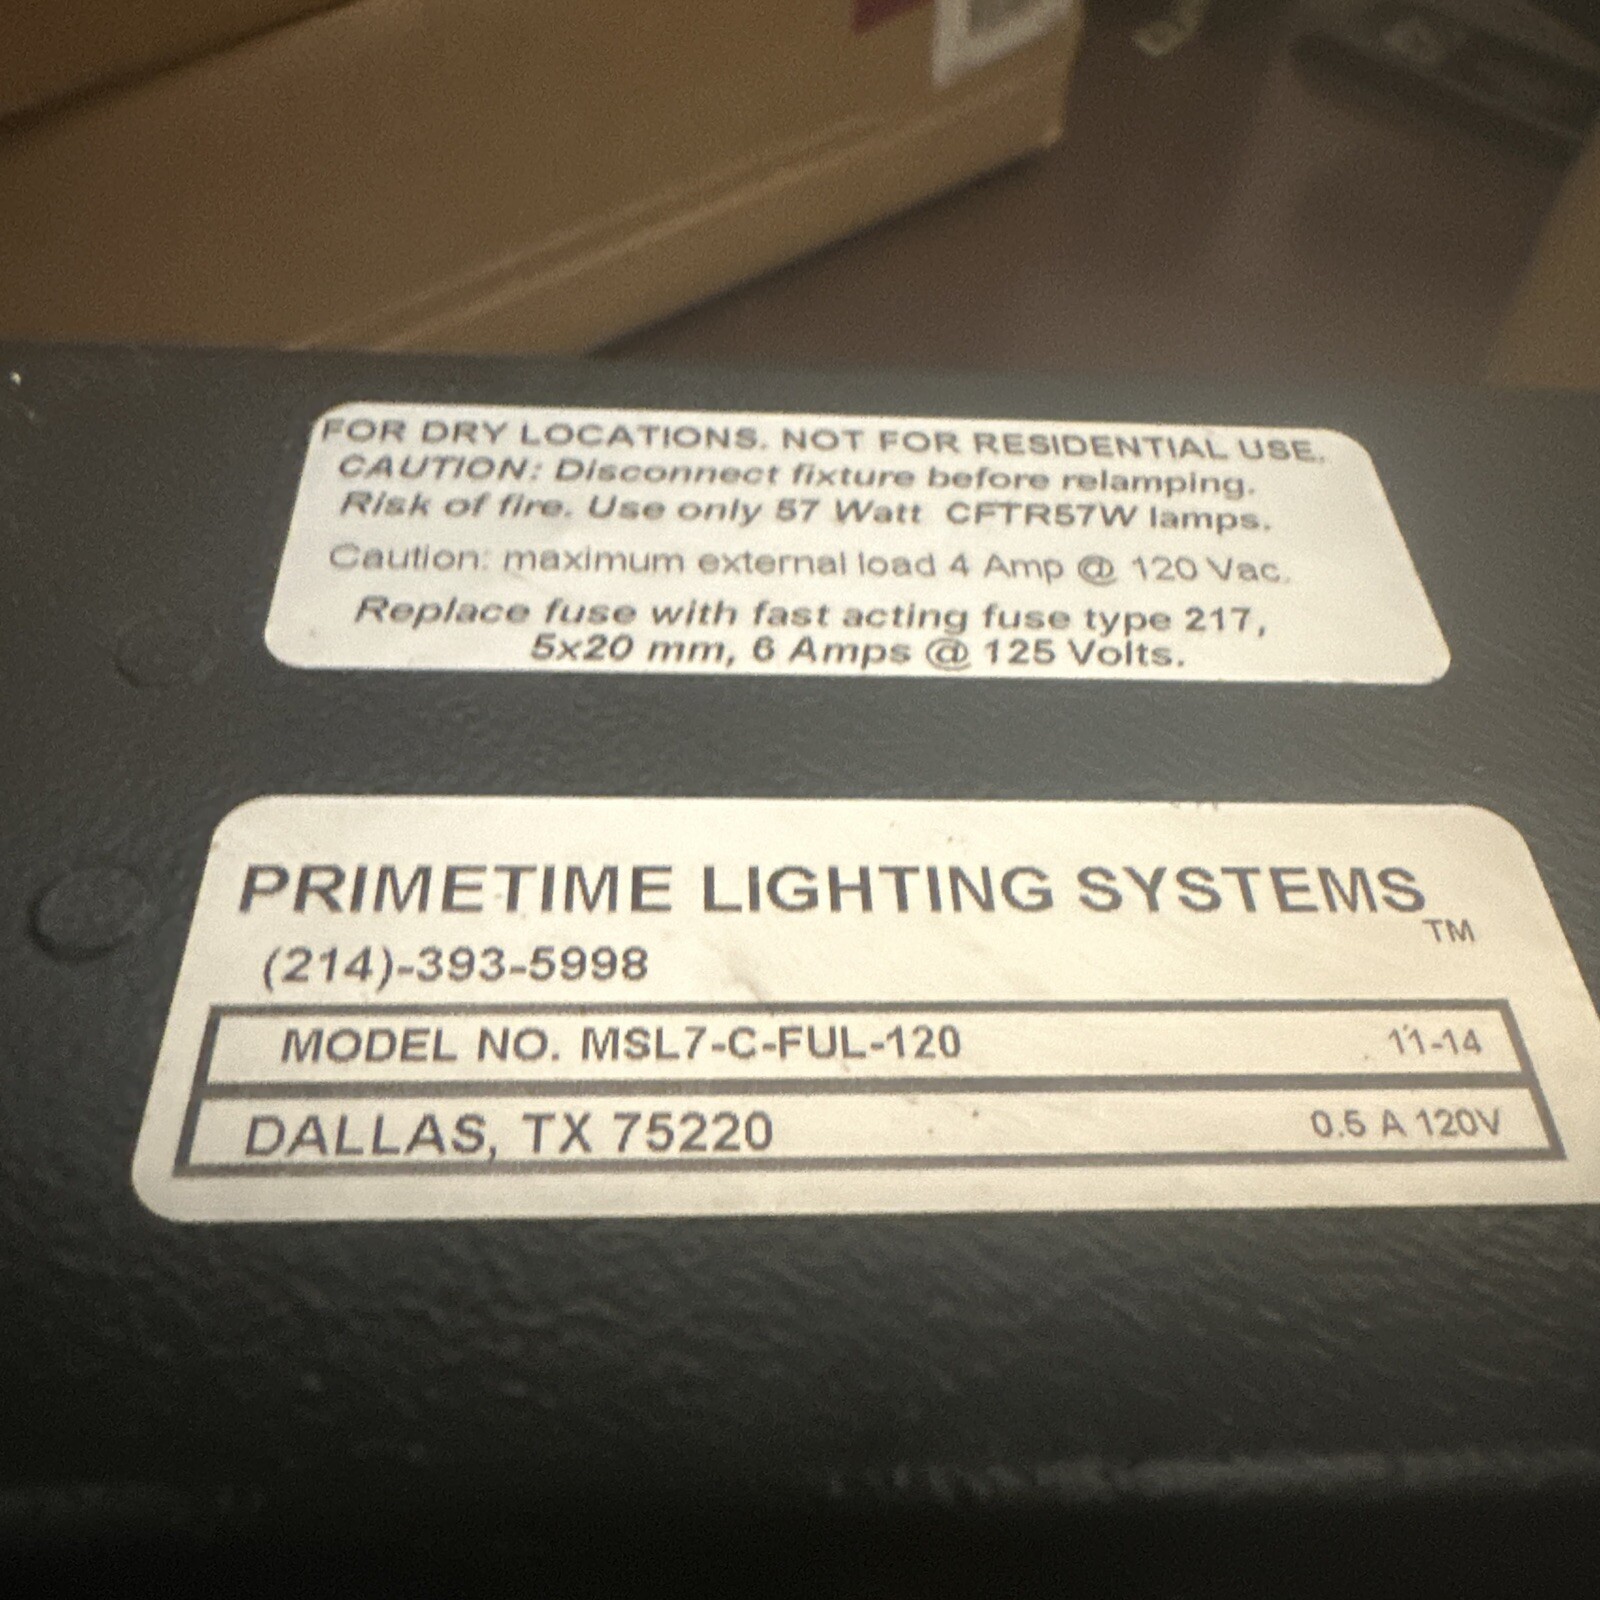 FOR DRY LOCATIONS. NOT FOR RESIDENTIAL USE.
CAUTION: Disconnect fixture before relamping.
Risk of fire. Use only 57 Watt CFTR57W lamps.
Caution: maximum external load 4 Amp @ 120 Vac.
Replace fuse with fast acting fuse type 217,
5x20 mm, 6 Amps @ 125 Volts.
PRIMETIME LIGHTING SYSTEMS TM
(214)-393-5998
MODEL NO. MSL7-C-FUL-120 11-14
DALLAS, TX 75220 0.5 A 120V